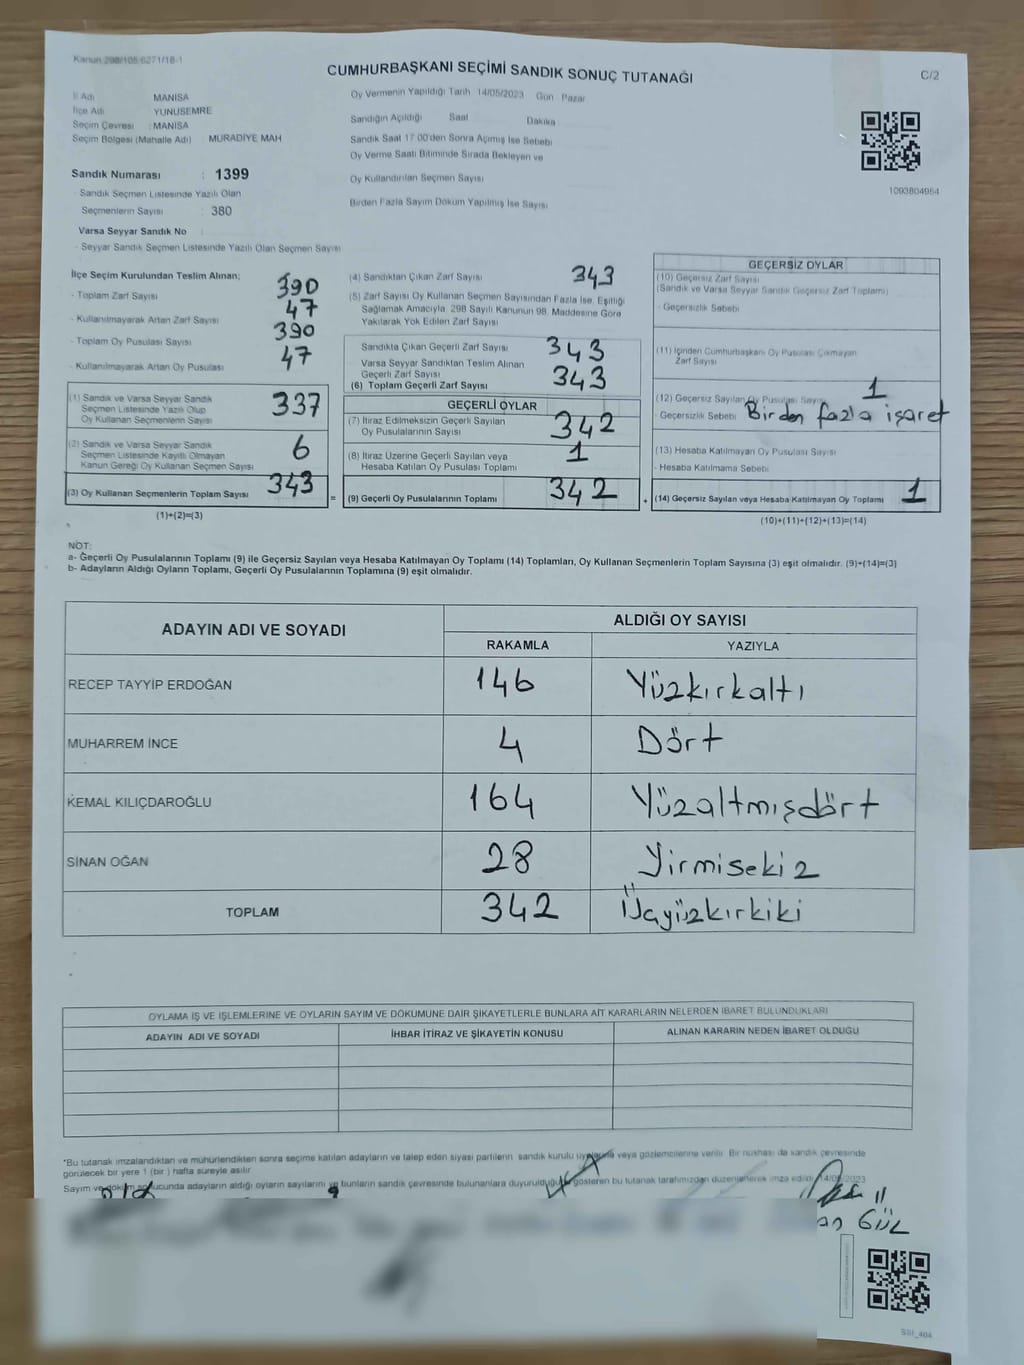 Kanun 298/105 6271/18-1
CUMHURBAŞKANI SEÇİMİ SANDIK SONUÇ TUTANAĞI
C/2
İl Adı MANİSA
İlçe Adı YUNUSEMRE
Seçim Çevresi : MANİSA
Seçim Bölgesi (Mahalle Adı) MURADİYE MAH
Sandık Numarası : 1399
- Sandık Seçmen Listesinde Yazılı Olan
Seçmenlerin Sayısı : 380
Varsa Seyyar Sandık No :
- Seyyar Sandık Seçmen Listesinde Yazılı Olan Seçmen Sayısı
Oy Vermenin Yapıldığı Tarih 14/05/2023 Gün Pazar
Sandığın Açıldığı Saat Dakika
Sandık Saat 17:00'den Sonra Açımış İse Sebebi
Oy Verme Saati Bitiminde Sırada Bekleyen ve
Oy Kullandırılan Seçmen Sayısı
Birden Fazla Sayım Döküm Yapılmış İse Sayısı
1093804964
İlçe Seçim Kurulundan Teslim Alınan;
- Toplam Zarf Sayısı 390
- Kullanılmayarak Artan Zarf Sayısı 47
- Toplam Oy Pusulası Sayısı 390
- Kullanılmayarak Artan Oy Pusulası 47
(1) Sandık ve Varsa Seyyar Sandık
Seçmen Listesinde Yazılı Olup
Oy Kullanan Seçmenlerin Sayısı 337
(2) Sandık ve Varsa Seyyar Sandık
Seçmen Listesinde Kayıtlı Olmayan
Kanun Gereği Oy Kullanan Seçmen Sayısı 6
(3) Oy Kullanan Seçmenlerin Toplam Sayısı 343
(1)+(2)=(3)
(4) Sandıktan Çıkan Zarf Sayısı 343
(5) Zarf Sayısı Oy Kullanan Seçmen Sayısından Fazla İse, Eşitliği
Sağlamak Amacıyla 298 Sayılı Kanunun 98. Maddesine Göre
Yakılarak Yok Edilen Zarf Sayısı
Sandıkta Çıkan Geçerli Zarf Sayısı 343
Varsa Seyyar Sandıktan Teslim Alınan
Geçerli Zarf Sayısı
(6) Toplam Geçerli Zarf Sayısı 343
GEÇERLİ OYLAR
(7) İtiraz Edilmeksizin Geçerli Sayılan
Oy Pusulalarının Sayısı 342
(8) İtiraz Üzerine Geçerli Sayılan veya
Hesaba Katılan Oy Pusulası Toplamı 1
= (9) Geçerli Oy Pusulalarının Toplamı 342
GEÇERSİZ OYLAR
(10) Geçersiz Zarf Sayısı
(Sandık ve Varsa Seyyar Sandık Geçersiz Zarf Toplamı)
- Geçersizlik Sebebi
(11) İçinden Cumhurbaşkanı Oy Pusulası Çıkmayan
Zarf Sayısı
(12) Geçersiz Sayılan Oy Pusulası Sayısı 1
- Geçersizlik Sebebi Birden fazla işaret
(13) Hesaba Katılmayan Oy Pusulası Sayısı
- Hesaba Katılmama Sebebi
+ (14) Geçersiz Sayılan veya Hesaba Katılmayan Oy Toplamı 1
(10)+(11)+(12)+(13)=(14)
NOT:
a- Geçerli Oy Pusulalarının Toplamı (9) ile Geçersiz Sayılan veya Hesaba Katılmayan Oy Toplamı (14) Toplamları, Oy Kullanan Seçmenlerin Toplam Sayısına (3) eşit olmalıdır. (9)+(14)=(3)
b- Adayların Aldığı Oyların Toplamı, Geçerli Oy Pusulalarının Toplamına (9) eşit olmalıdır.
ADAYIN ADI VE SOYADI ALDIĞI OY SAYISI
RAKAMLA YAZIYLA
RECEP TAYYİP ERDOĞAN 146 Yüzkırkaltı
MUHARREM İNCE 4 Dört
KEMAL KILIÇDAROĞLU 164 Yüzaltmışdört
SİNAN OĞAN 28 Yirmisekiz
TOPLAM 342 Üçyüzkırkiki
OYLAMA İŞ VE İŞLEMLERİNE VE OYLARIN SAYIM VE DÖKÜMÜNE DAİR ŞİKAYETLERLE BUNLARA AİT KARARLARIN NELERDEN İBARET BULUNDUKLARI
ADAYIN ADI VE SOYADI İHBAR İTİRAZ VE ŞİKAYETİN KONUSU ALINAN KARARIN NEDEN İBARET OLDUĞU
*Bu tutanak imzalandıktan ve mühürlendikten sonra seçime katılan adayların ve talep eden siyasi partilerin sandık kurulu üyelerine veya gözlemcilerine verilir. Bir nüshası da sandık çevresinde
görülecek bir yere 1 (bir) hafta süreyle asılır.
Sayım ve döküm sonucunda adayların aldığı oyların sayılarını ve bunların sandık çevresinde bulunanlara duyurulduğunu gösteren bu tutanak tarafımızdan düzenlenerek imza edildi. 14/05/2023
GÜL